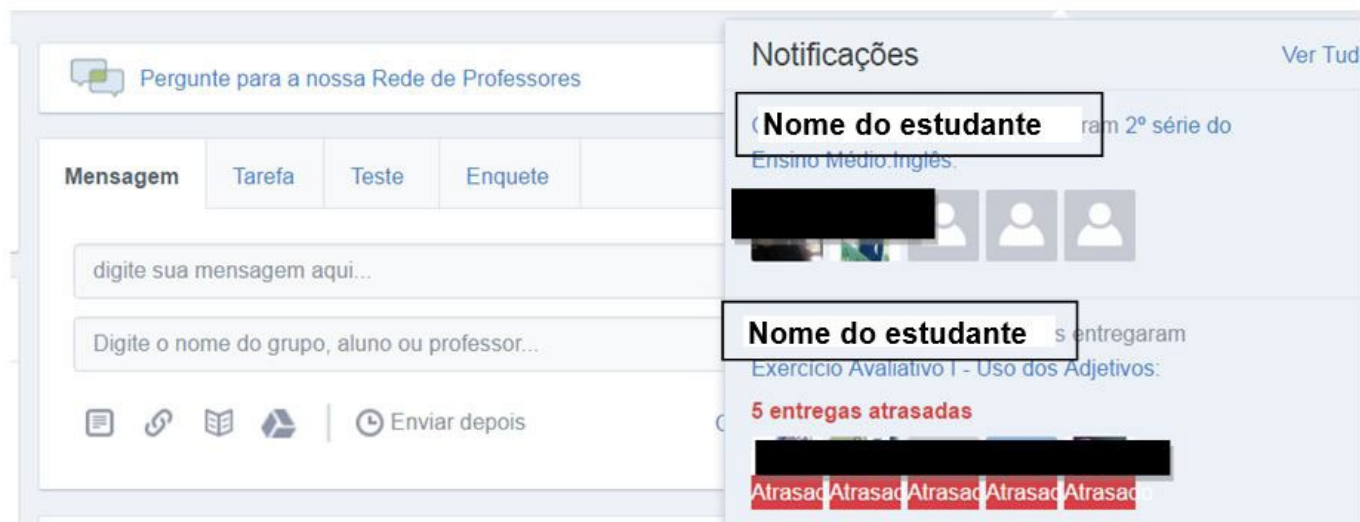 Pergunte para a nossa Rede de Professores
Mensagem Tarefa Teste Enquete
digite sua mensagem aqui...
Digite o nome do grupo, aluno ou professor...
Enviar depois
Notificações Ver Tud
Nome do estudante ram 2º série do
Ensino Médio.Inglês.
Nome do estudante s entregaram
Exercício Avaliativo I - Uso dos Adjetivos:
5 entregas atrasadas
Atrasad Atrasad Atrasad Atrasad Atrasado